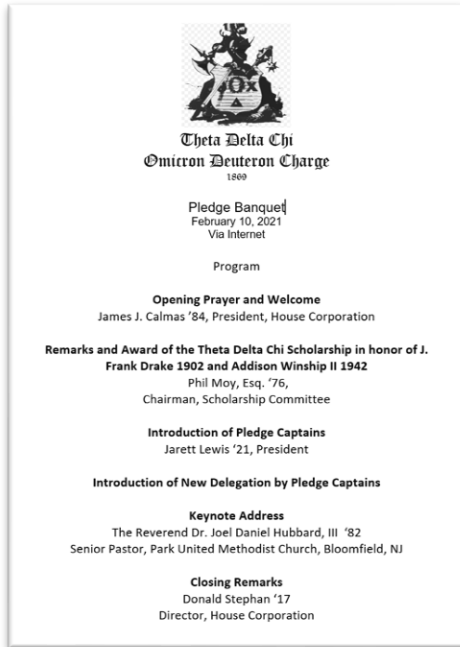 ΘΔΧ
Theta Delta Chi
Omicron Deuteron Charge
1869
Pledge Banquet
February 10, 2021
Via Internet
Program
Opening Prayer and Welcome
James J. Calmas ’84, President, House Corporation
Remarks and Award of the Theta Delta Chi Scholarship in honor of J.
Frank Drake 1902 and Addison Winship II 1942
Phil Moy, Esq. ‘76,
Chairman, Scholarship Committee
Introduction of Pledge Captains
Jarett Lewis ‘21, President
Introduction of New Delegation by Pledge Captains
Keynote Address
The Reverend Dr. Joel Daniel Hubbard, III ‘82
Senior Pastor, Park United Methodist Church, Bloomfield, NJ
Closing Remarks
Donald Stephan ‘17
Director, House Corporation